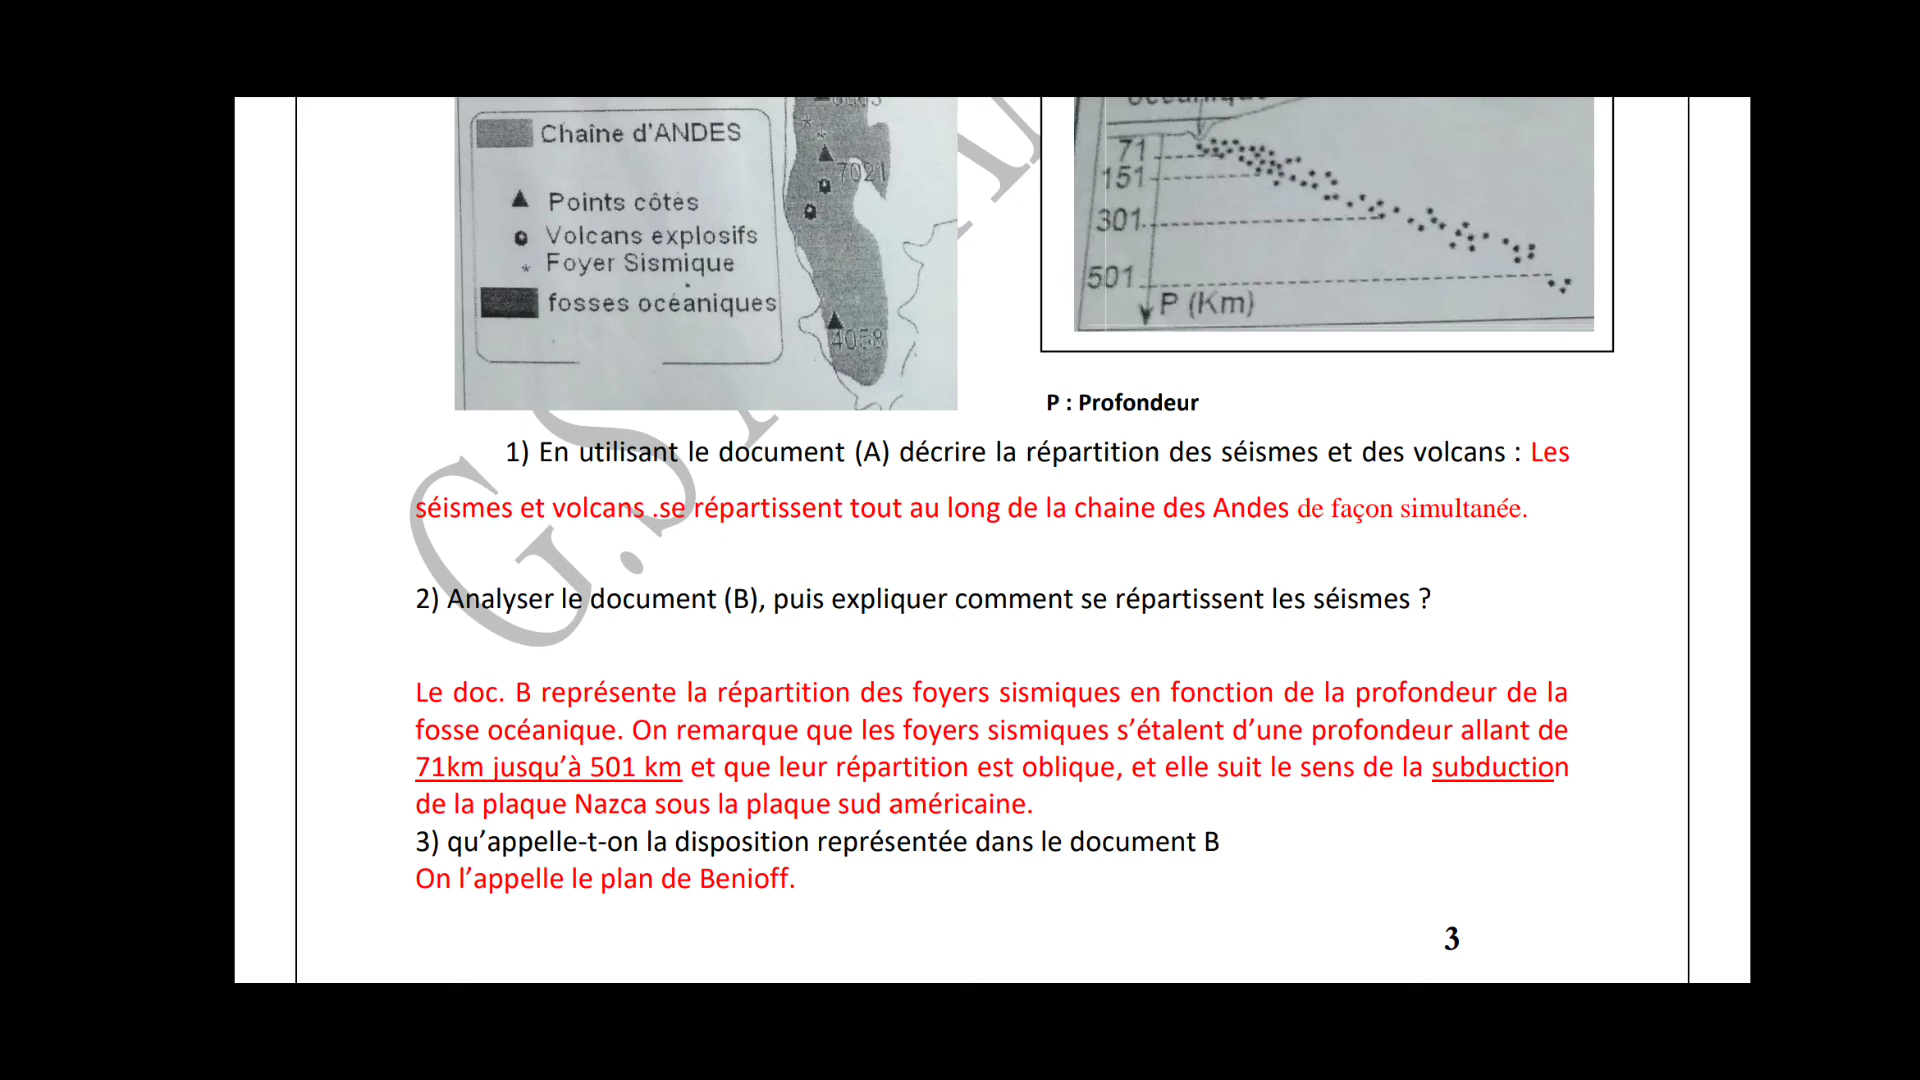 Chaîne d'ANDES
Points côtés
Volcans explosifs
Foyer Sismique
fosses océaniques
7021
4058
71
151
301
501
P (Km)
P : Profondeur
1) En utilisant le document (A) décrire la répartition des séismes et des volcans : Les
séismes et volcans .se répartissent tout au long de la chaine des Andes de façon simultanée.
2) Analyser le document (B), puis expliquer comment se répartissent les séismes ?
Le doc. B représente la répartition des foyers sismiques en fonction de la profondeur de la
fosse océanique. On remarque que les foyers sismiques s’étalent d’une profondeur allant de
71km jusqu’à 501 km et que leur répartition est oblique, et elle suit le sens de la subduction
de la plaque Nazca sous la plaque sud américaine.
3) qu’appelle-t-on la disposition représentée dans le document B
On l’appelle le plan de Benioff.
3